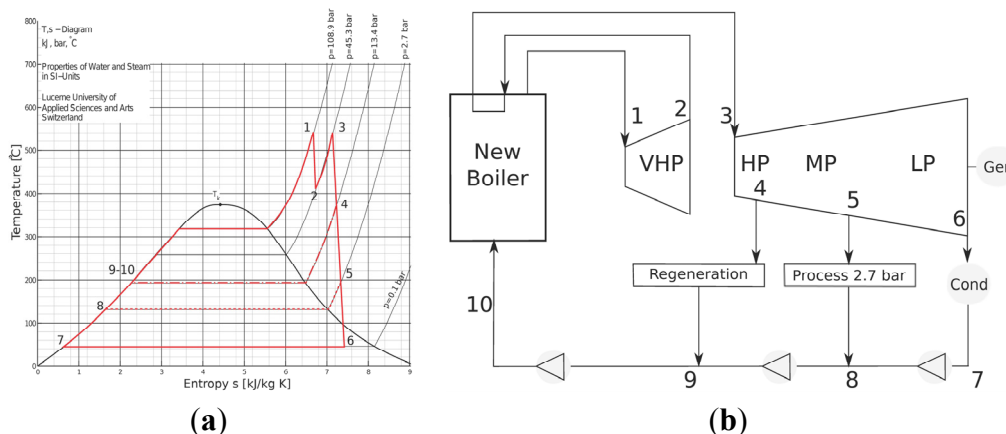 T,s – Diagram
kJ, bar, °C
Properties of Water and Steam
in SI–Units
Lucerne University of
Applied Sciences and Arts
Switzerland
p=108.9 bar
p=45.3 bar
p=13.4 bar
p=2.7 bar
p=0.1 bar
Temperature [°C]
800
700
600
500
400
300
200
100
0
0 1 2 3 4 5 6 7 8 9
Entropy s [kJ/kg K]
1
3
2
4
5
6
7
8
9-10
(a)
New
Boiler
1
2
VHP
3
HP
MP
LP
Ger
4
5
6
Regeneration
Process 2.7 bar
Cond
10
9
8
7
(b)